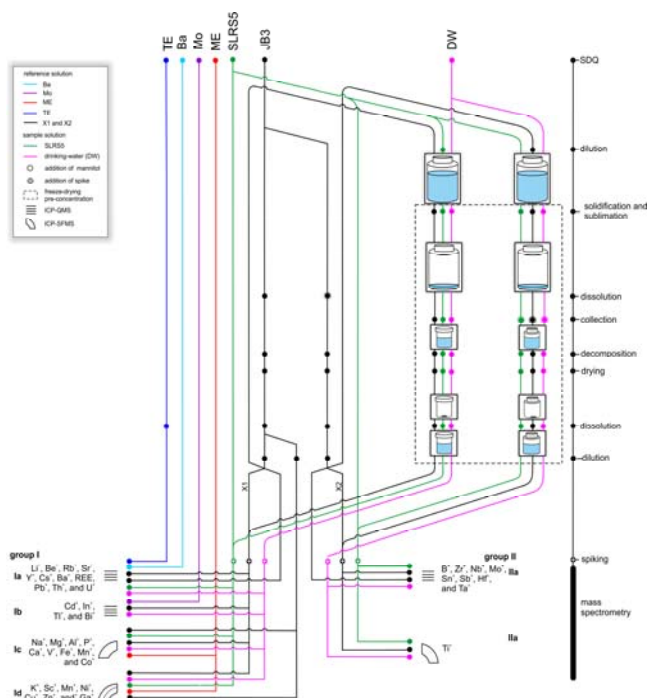 TE
Ba
Mo
ME
SLRS5
JB3
DW
SDQ
reference solution
Ba
Mo
ME
TE
X1 and X2
sample solution
SLRS5
drinking-water (DW)
addition of mannitol
addition of spike
freeze-drying
pre-concentration
ICP-QMS
ICP-SFMS
dilution
solidification and
sublimation
dissolution
collection
decomposition
drying
dissolution
dilution
X1
X2
spiking
mass
spectrometry
group I
Ia
Li*, Be*, Rb*, Sr*,
Y*, Cs*, Ba*, REE,
Pb*, Th*, and U*
Ib
Cd*, In*,
Tl*, and Bi*
Ic
Na*, Mg*, Al*, P*,
Ca*, V*, Fe*, Mn*,
and Co*
Id
K*, Sc*, Mn*, Ni*,
Cu*, Zn*, and Ga*
group II
B*, Zr*, Nb*, Mo*,
Sn*, Sb*, Hf*,
and Ta*
IIa
IIa
Ti*